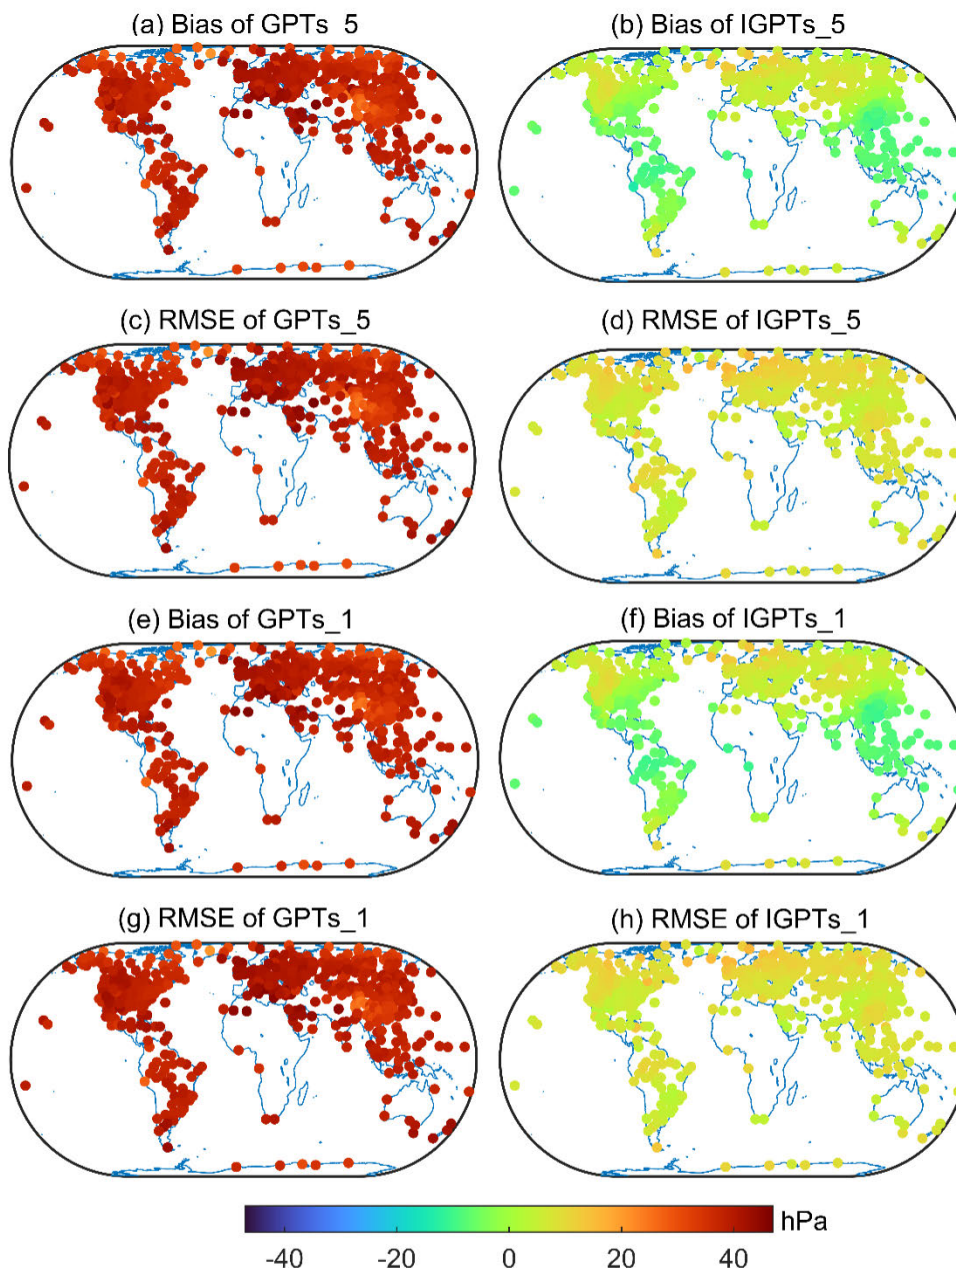 (a) Bias of GPTs_5
(b) Bias of IGPTs_5
(c) RMSE of GPTs_5
(d) RMSE of IGPTs_5
(e) Bias of GPTs_1
(f) Bias of IGPTs_1
(g) RMSE of GPTs_1
(h) RMSE of IGPTs_1
hPa
-40 -20 0 20 40